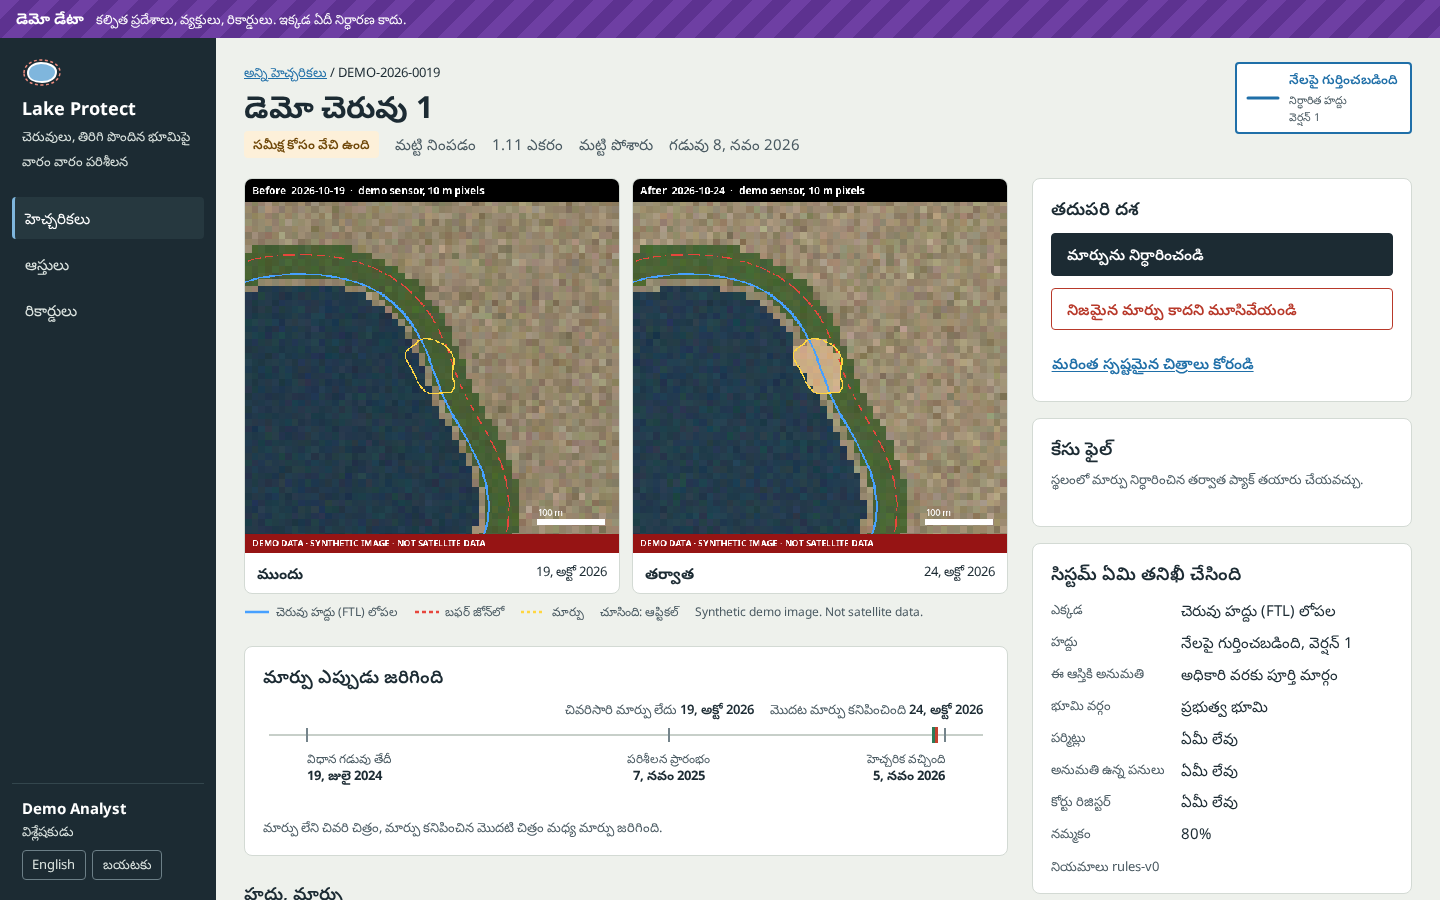 డెమో డేటా కల్పిత ప్రదేశాలు, వ్యక్తులు, రికార్డులు. ఇక్కడ ఏదీ నిర్ధారణ కాదు.
Lake Protect
చెరువులు, తిరిగి పొందిన భూమిపై
వారం వారం పరిశీలన
హెచ్చరికలు
ఆస్తులు
రికార్డులు
Demo Analyst
విశ్లేషకుడు
English బయటకు
అన్ని హెచ్చరికలు / DEMO-2026-0019
డెమో చెరువు 1
సమీక్ష కోసం వేచి ఉంది మట్టి నింపడం 1.11 ఎకరం మట్టి పోశారు గడువు 8, నవం 2026
నేలపై గుర్తించబడింది
నిర్ధారిత హద్దు
వెర్షన్ 1
Before 2026-10-19 · demo sensor, 10 m pixels
100 m
DEMO DATA · SYNTHETIC IMAGE · NOT SATELLITE DATA
ముందు 19, అక్టో 2026
After 2026-10-24 · demo sensor, 10 m pixels
100 m
DEMO DATA · SYNTHETIC IMAGE · NOT SATELLITE DATA
తర్వాత 24, అక్టో 2026
చెరువు హద్దు (FTL) లోపల బఫర్ జోన్‌లో మార్పు చూసింది: ఆప్టికల్ Synthetic demo image. Not satellite data.
మార్పు ఎప్పుడు జరిగింది
చివరిసారి మార్పు లేదు 19, అక్టో 2026 మొదట మార్పు కనిపించింది 24, అక్టో 2026
విధాన గడువు తేదీ
19, జులై 2024
పరిశీలన ప్రారంభం
7, నవం 2025
హెచ్చరిక వచ్చింది
5, నవం 2026
మార్పు లేని చివరి చిత్రం, మార్పు కనిపించిన మొదటి చిత్రం మధ్య మార్పు జరిగింది.
హద్దు, మార్పు
తదుపరి దశ
మార్పును నిర్ధారించండి
నిజమైన మార్పు కాదని మూసివేయండి
మరింత స్పష్టమైన చిత్రాలు కోరండి
కేసు ఫైల్
స్థలంలో మార్పు నిర్ధారించిన తర్వాత ప్యాక్ తయారు చేయవచ్చు.
సిస్టమ్ ఏమి తనిఖీ చేసింది
ఎక్కడ చెరువు హద్దు (FTL) లోపల
హద్దు నేలపై గుర్తించబడింది, వెర్షన్ 1
ఈ ఆస్తికి అనుమతి అధికారి వరకు పూర్తి మార్గం
భూమి వర్గం ప్రభుత్వ భూమి
పర్మిట్లు ఏమీ లేవు
అనుమతి ఉన్న పనులు ఏమీ లేవు
కోర్టు రిజిస్టర్ ఏమీ లేవు
నమ్మకం 80%
నియమాలు rules-v0